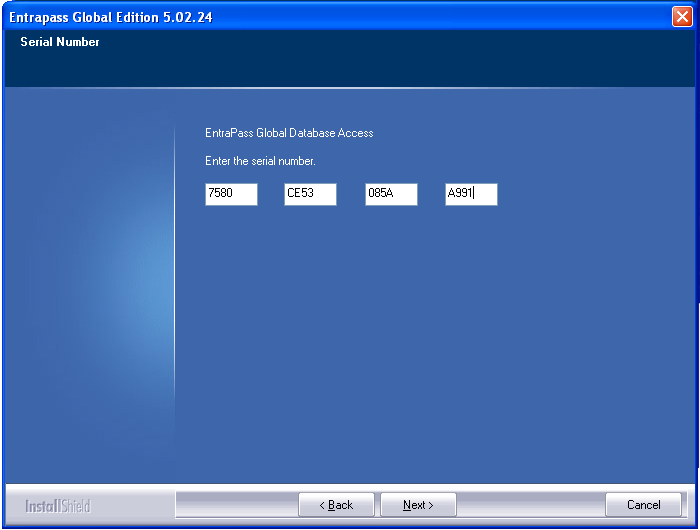 Entrapass Global Edition 5.02.24
Serial Number
EntraPass Global Database Access
Enter the serial number.
7580 CE53 085A A991
InstallShield
< Back Next > Cancel